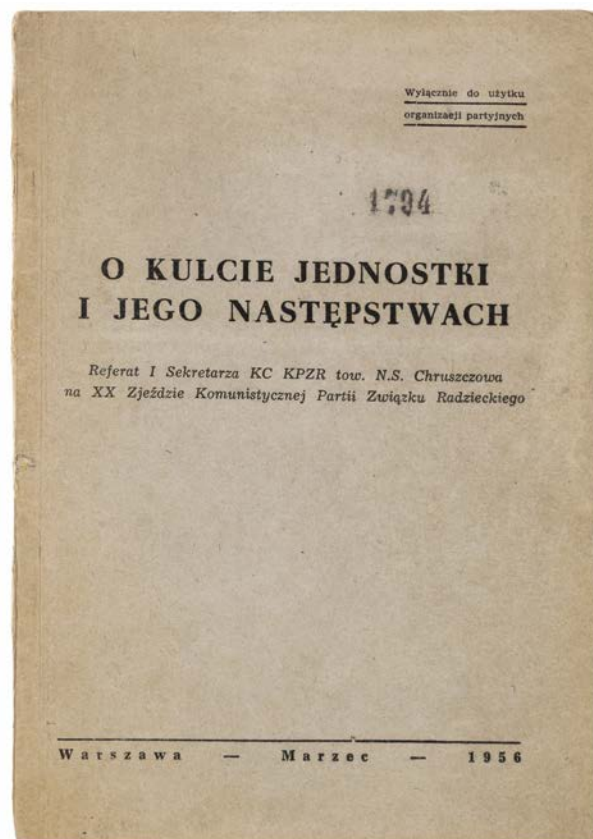 Wyłącznie do użytku
organizacji partyjnych
1794
O KULCIE JEDNOSTKI
I JEGO NASTĘPSTWACH
Referat I Sekretarza KC KPZR tow. N.S. Chruszczowa
na XX Zjeździe Komunistycznej Partii Związku Radzieckiego
Warszawa — Marzec — 1956